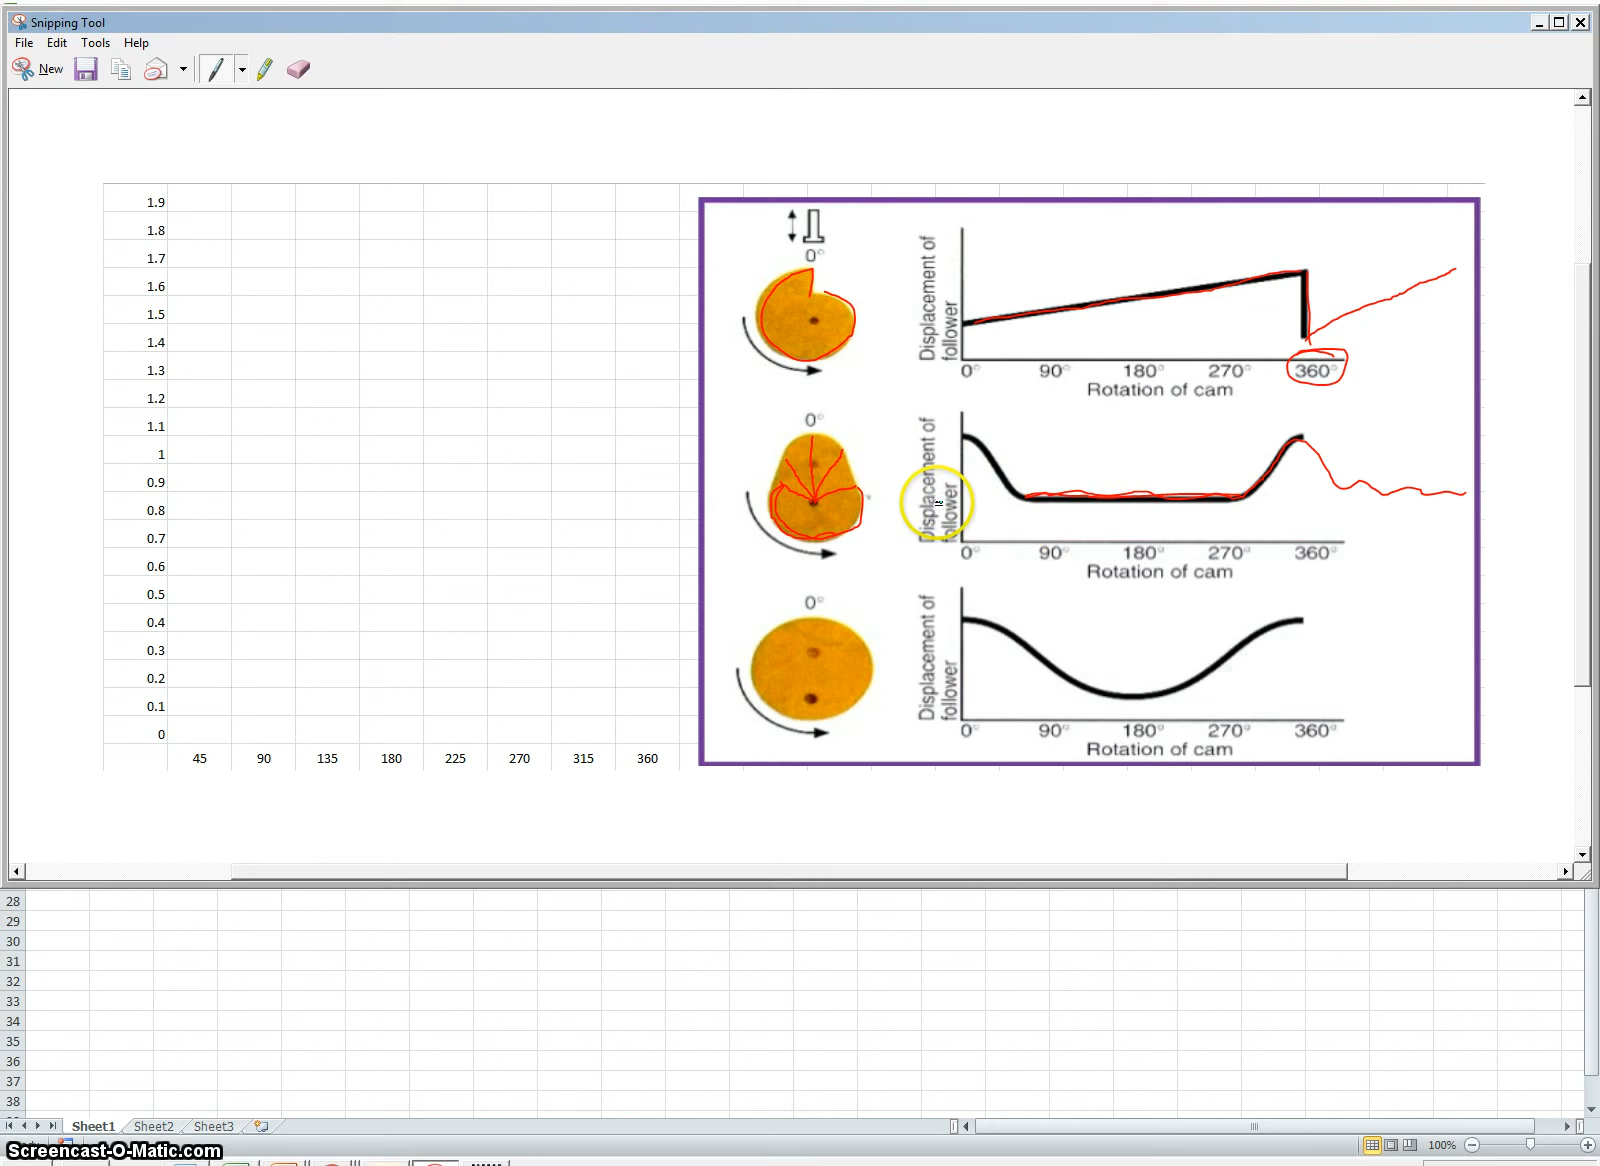 Snipping Tool
File Edit Tools Help
New
1.9
1.8
1.7
1.6
1.5
1.4
1.3
1.2
1.1
1
0.9
0.8
0.7
0.6
0.5
0.4
0.3
0.2
0.1
0
45 90 135 180 225 270 315 360
0°
Displacement of
follower
0° 90° 180° 270° 360°
Rotation of cam
0°
Displacement of
follower
0° 90° 180° 270° 360°
Rotation of cam
0°
Displacement of
follower
0° 90° 180° 270° 360°
Rotation of cam
28
29
30
31
32
33
34
35
36
37
38
Sheet1 Sheet2 Sheet3
100%
Screencast-O-Matic.com